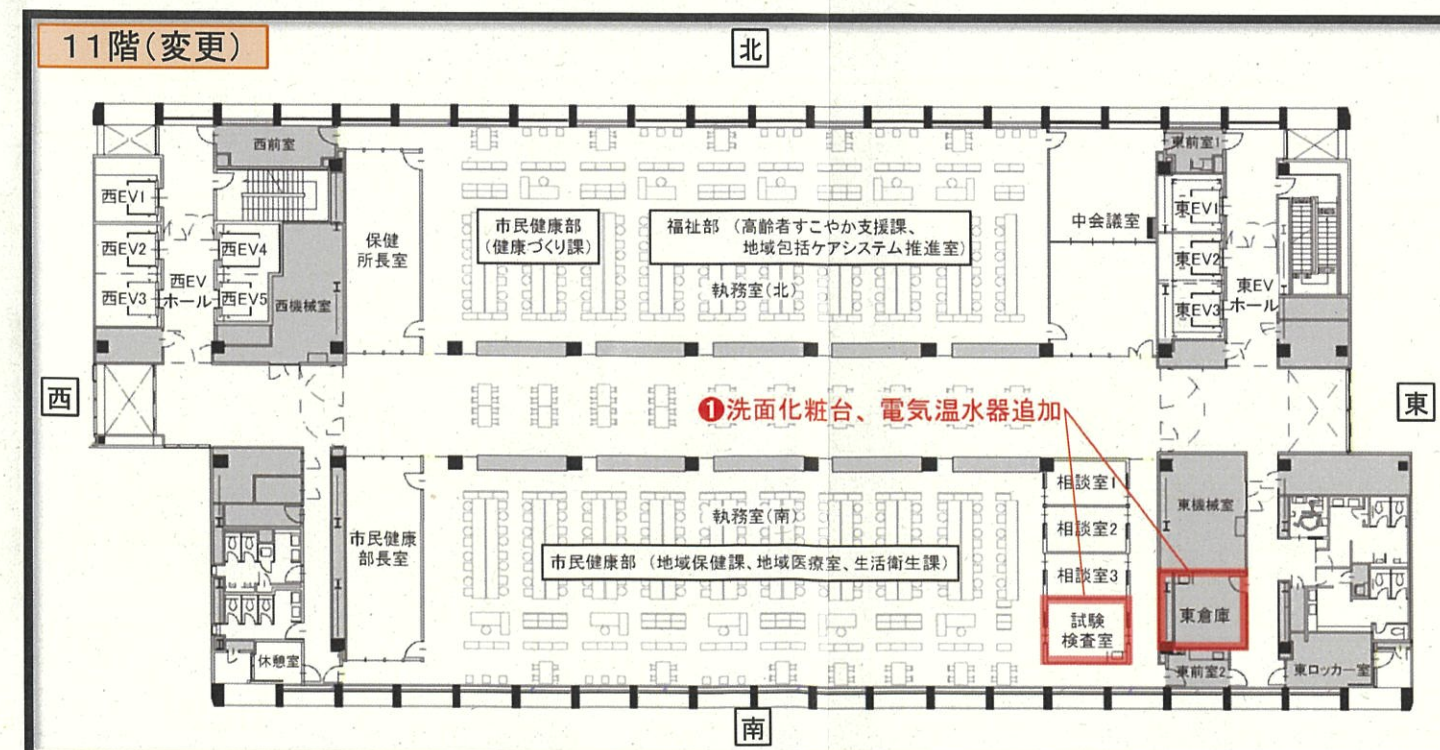 11階(変更)
北
西前室
東前室1
西EV1
西EV2
西EV3
西EV4
西EV5
西EV
ホール
西機械室
保健
所長室
市民健康部
(健康づくり課)
福祉部 (高齢者すこやか支援課、
地域包括ケアシステム推進室)
執務室(北)
中会議室
東EV1
東EV2
東EV3
東EV
ホール
西
東
❶洗面化粧台、電気温水器追加
市民健康
部長室
執務室(南)
市民健康部 (地域保健課、地域医療室、生活衛生課)
相談室1
相談室2
相談室3
試験
検査室
東機械室
東倉庫
東前室2
東ロッカー室
休憩室
南